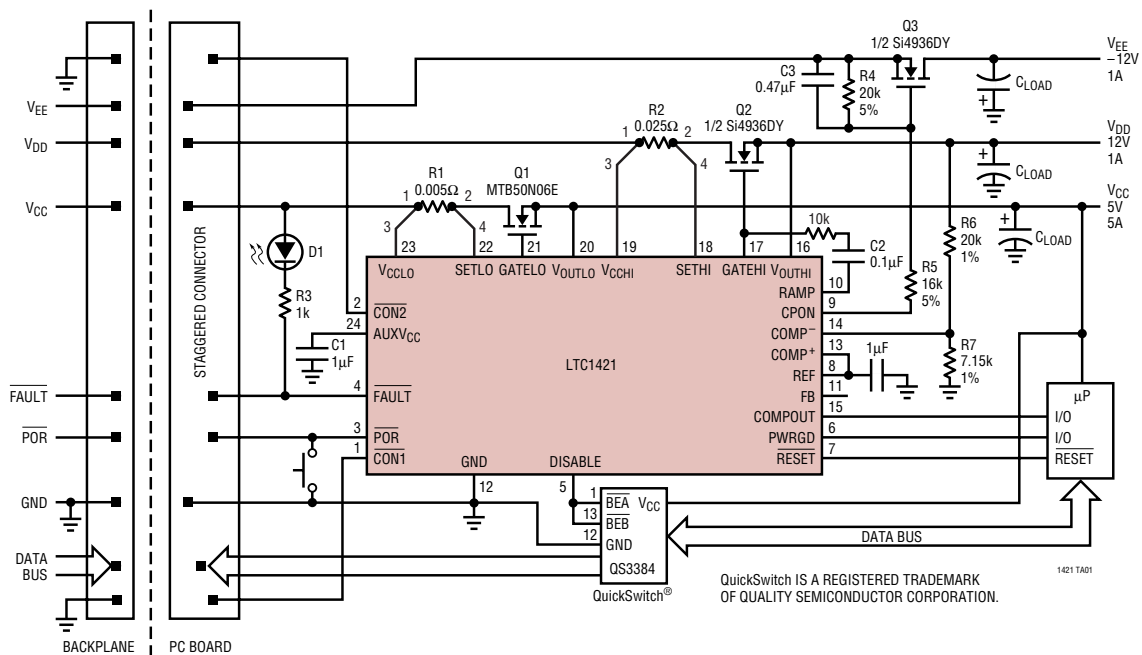 Q3
1/2 Si4936DY
VEE
–12V
1A
C3
0.47µF
R4
20k
5%
CLOAD
+
VEE
VDD
VCC
R2
0.025Ω
1
2
3
4
Q2
1/2 Si4936DY
VDD
12V
1A
+
CLOAD
R1
0.005Ω
1
2
3
4
Q1
MTB50N06E
VCC
5V
5A
+
CLOAD
R6
20k
1%
10k
C2
0.1µF
R5
16k
5%
D1
R3
1k
STAGGERED CONNECTOR
23
22
21
20
19
18
17
16
VCCLO
SETLO
GATELO
VOUTLO
VCCHI
SETHI
GATEHI
VOUTHI
RAMP
10
CPON
9
COMP–
14
COMP+
13
REF
8
FB
11
COMPOUT
15
PWRGD
6
RESET
7
2
CON2
24
AUXVCC
C1
1µF
LTC1421
4
FAULT
3
POR
1
CON1
GND
12
DISABLE
5
1µF
R7
7.15k
1%
µP
I/O
I/O
RESET
FAULT
POR
GND
DATA
BUS
1
BEA
VCC
13
BEB
12
GND
QS3384
QuickSwitch®
DATA BUS
1421 TA01
QuickSwitch IS A REGISTERED TRADEMARK
OF QUALITY SEMICONDUCTOR CORPORATION.
BACKPLANE
PC BOARD